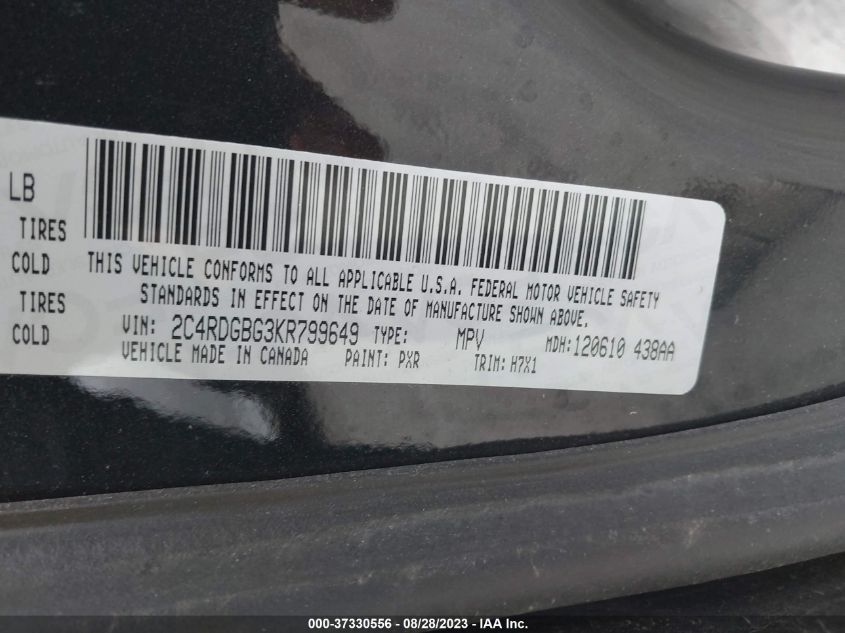 LB
TIRES
COLD
TIRES
COLD
THIS VEHICLE CONFORMS TO ALL APPLICABLE U.S.A. FEDERAL MOTOR VEHICLE SAFETY
STANDARDS IN EFFECT ON THE DATE OF MANUFACTURE SHOWN ABOVE.
VIN: 2C4RDGBG3KR799649 TYPE: MPV MDH:120610 438AA
VEHICLE MADE IN CANADA PAINT: PXR TRIM: H7X1
000-37330556 - 08/28/2023 - IAA Inc.